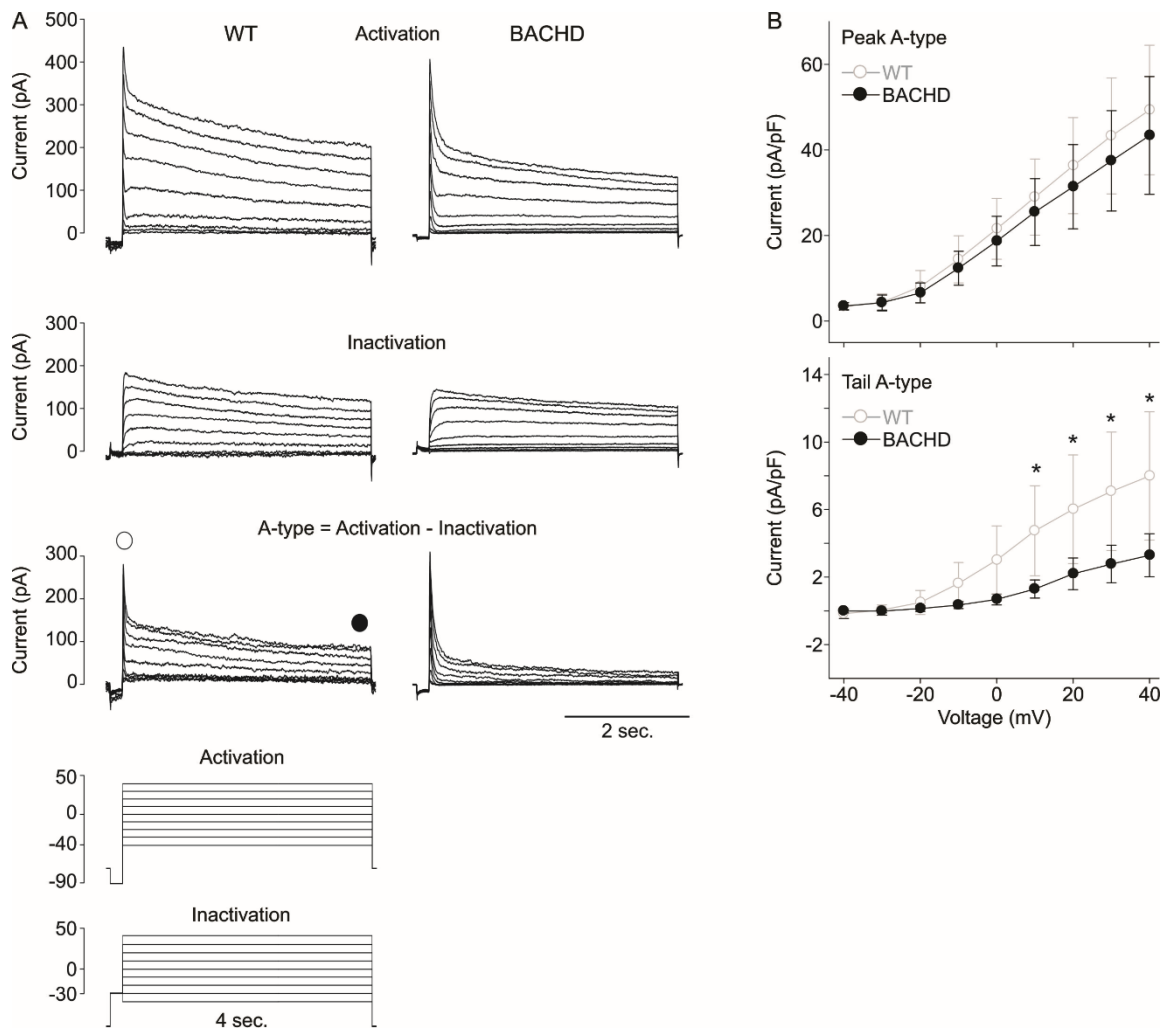 A
WT
Activation
BACHD
Current (pA)
500
400
300
200
100
0
Inactivation
Current (pA)
300
200
100
0
A-type = Activation - Inactivation
Current (pA)
300
200
100
0
2 sec.
Activation
50
0
-40
-90
Inactivation
50
0
-30
4 sec.
B
Peak A-type
WT
BACHD
Current (pA/pF)
60
40
20
0
Tail A-type
WT
BACHD
Current (pA/pF)
14
10
6
2
-2
* * * *
-40 -20 0 20 40
Voltage (mV)